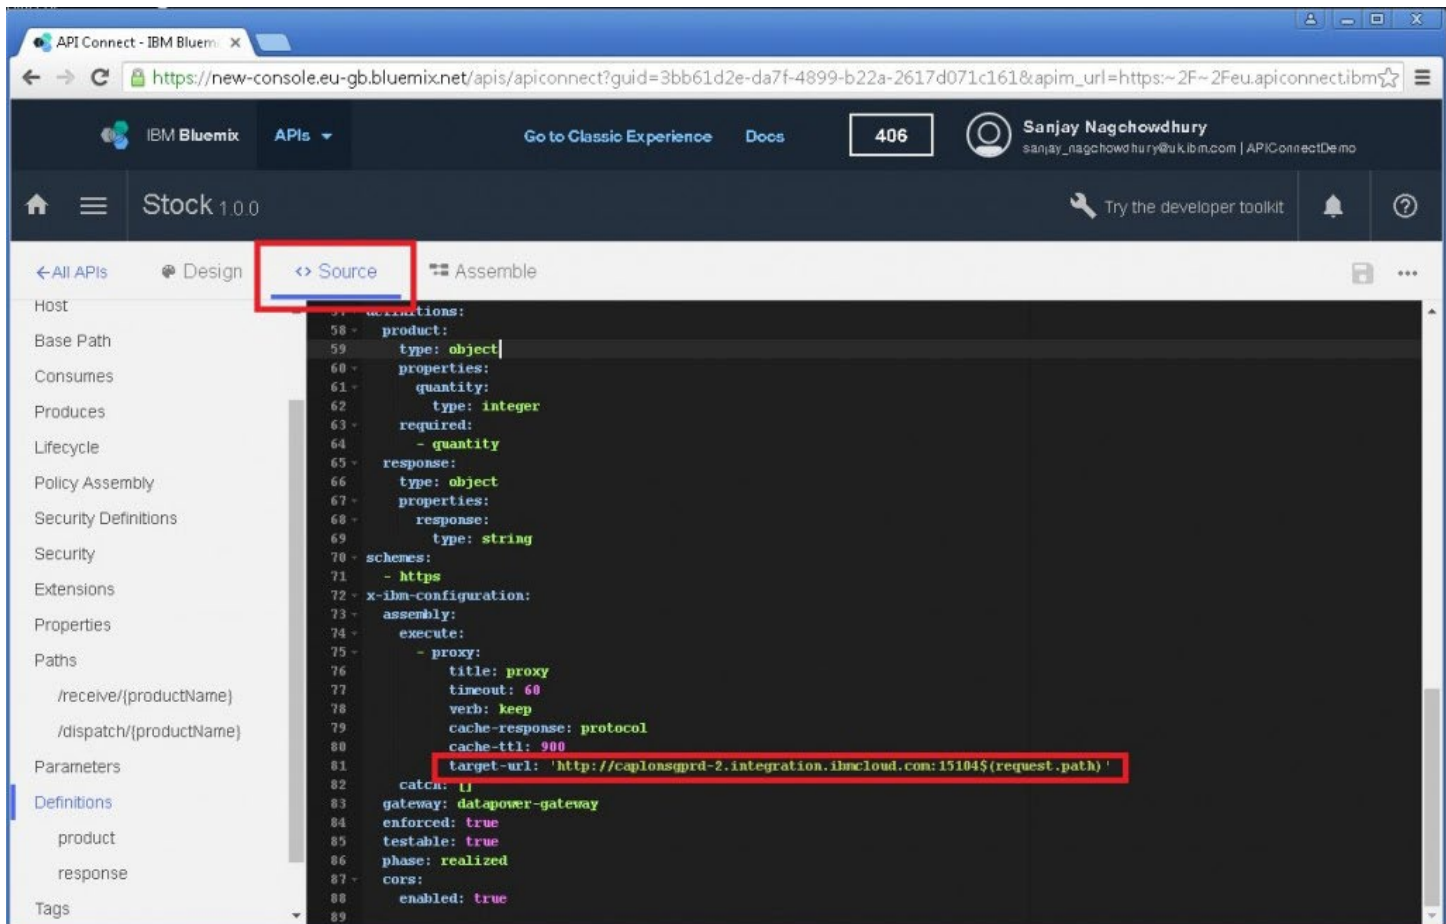 API Connect - IBM Bluem
https://new-console.eu-gb.bluemix.net/apis/apiconnect?guid=3bb61d2e-da7f-4899-b22a-2617d071c161&apim_url=https:~2F~2Feu.apiconnect.ibm
IBM Bluemix APIs Go to Classic Experience Docs 406 Sanjay Nagchowdhury
sanjay_nagchowdhury@uk.ibm.com | APIConnectDemo
Stock 1.0.0 Try the developer toolkit
All APIs Design <> Source Assemble
Host
Base Path
Consumes
Produces
Lifecycle
Policy Assembly
Security Definitions
Security
Extensions
Properties
Paths
/receive/{productName}
/dispatch/{productName}
Parameters
Definitions
product
response
Tags
57 definitions:
58 product:
59 type: object
60 properties:
61 quantity:
62 type: integer
63 required:
64 - quantity
65 response:
66 type: object
67 properties:
68 response:
69 type: string
70 schemes:
71 - https
72 x-ibm-configuration:
73 assembly:
74 execute:
75 - proxy:
76 title: proxy
77 timeout: 60
78 verb: keep
79 cache-response: protocol
80 cache-ttl: 900
81 target-url: 'http://caplonsgprd-2.integration.ibmcloud.com:15104$(request.path)'
82 catch: []
83 gateway: datapower-gateway
84 enforced: true
85 testable: true
86 phase: realized
87 cors:
88 enabled: true
89